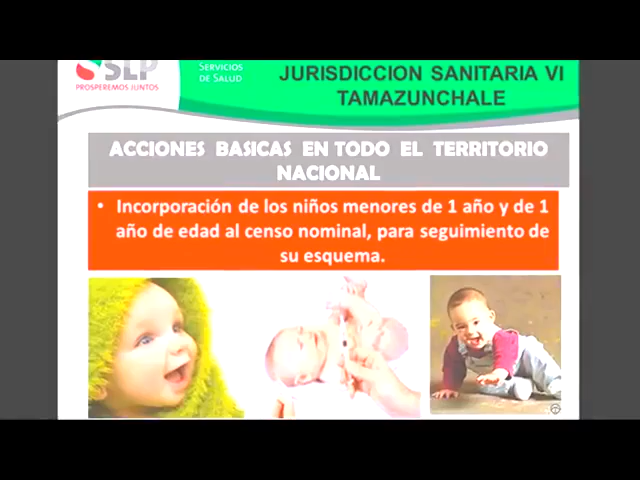 SLP
PROSPEREMOS JUNTOS
SERVICIOS
DE SALUD
JURISDICCION SANITARIA VI
TAMAZUNCHALE
ACCIONES BASICAS EN TODO EL TERRITORIO
NACIONAL
• Incorporación de los niños menores de 1 año y de 1
año de edad al censo nominal, para seguimiento de
su esquema.